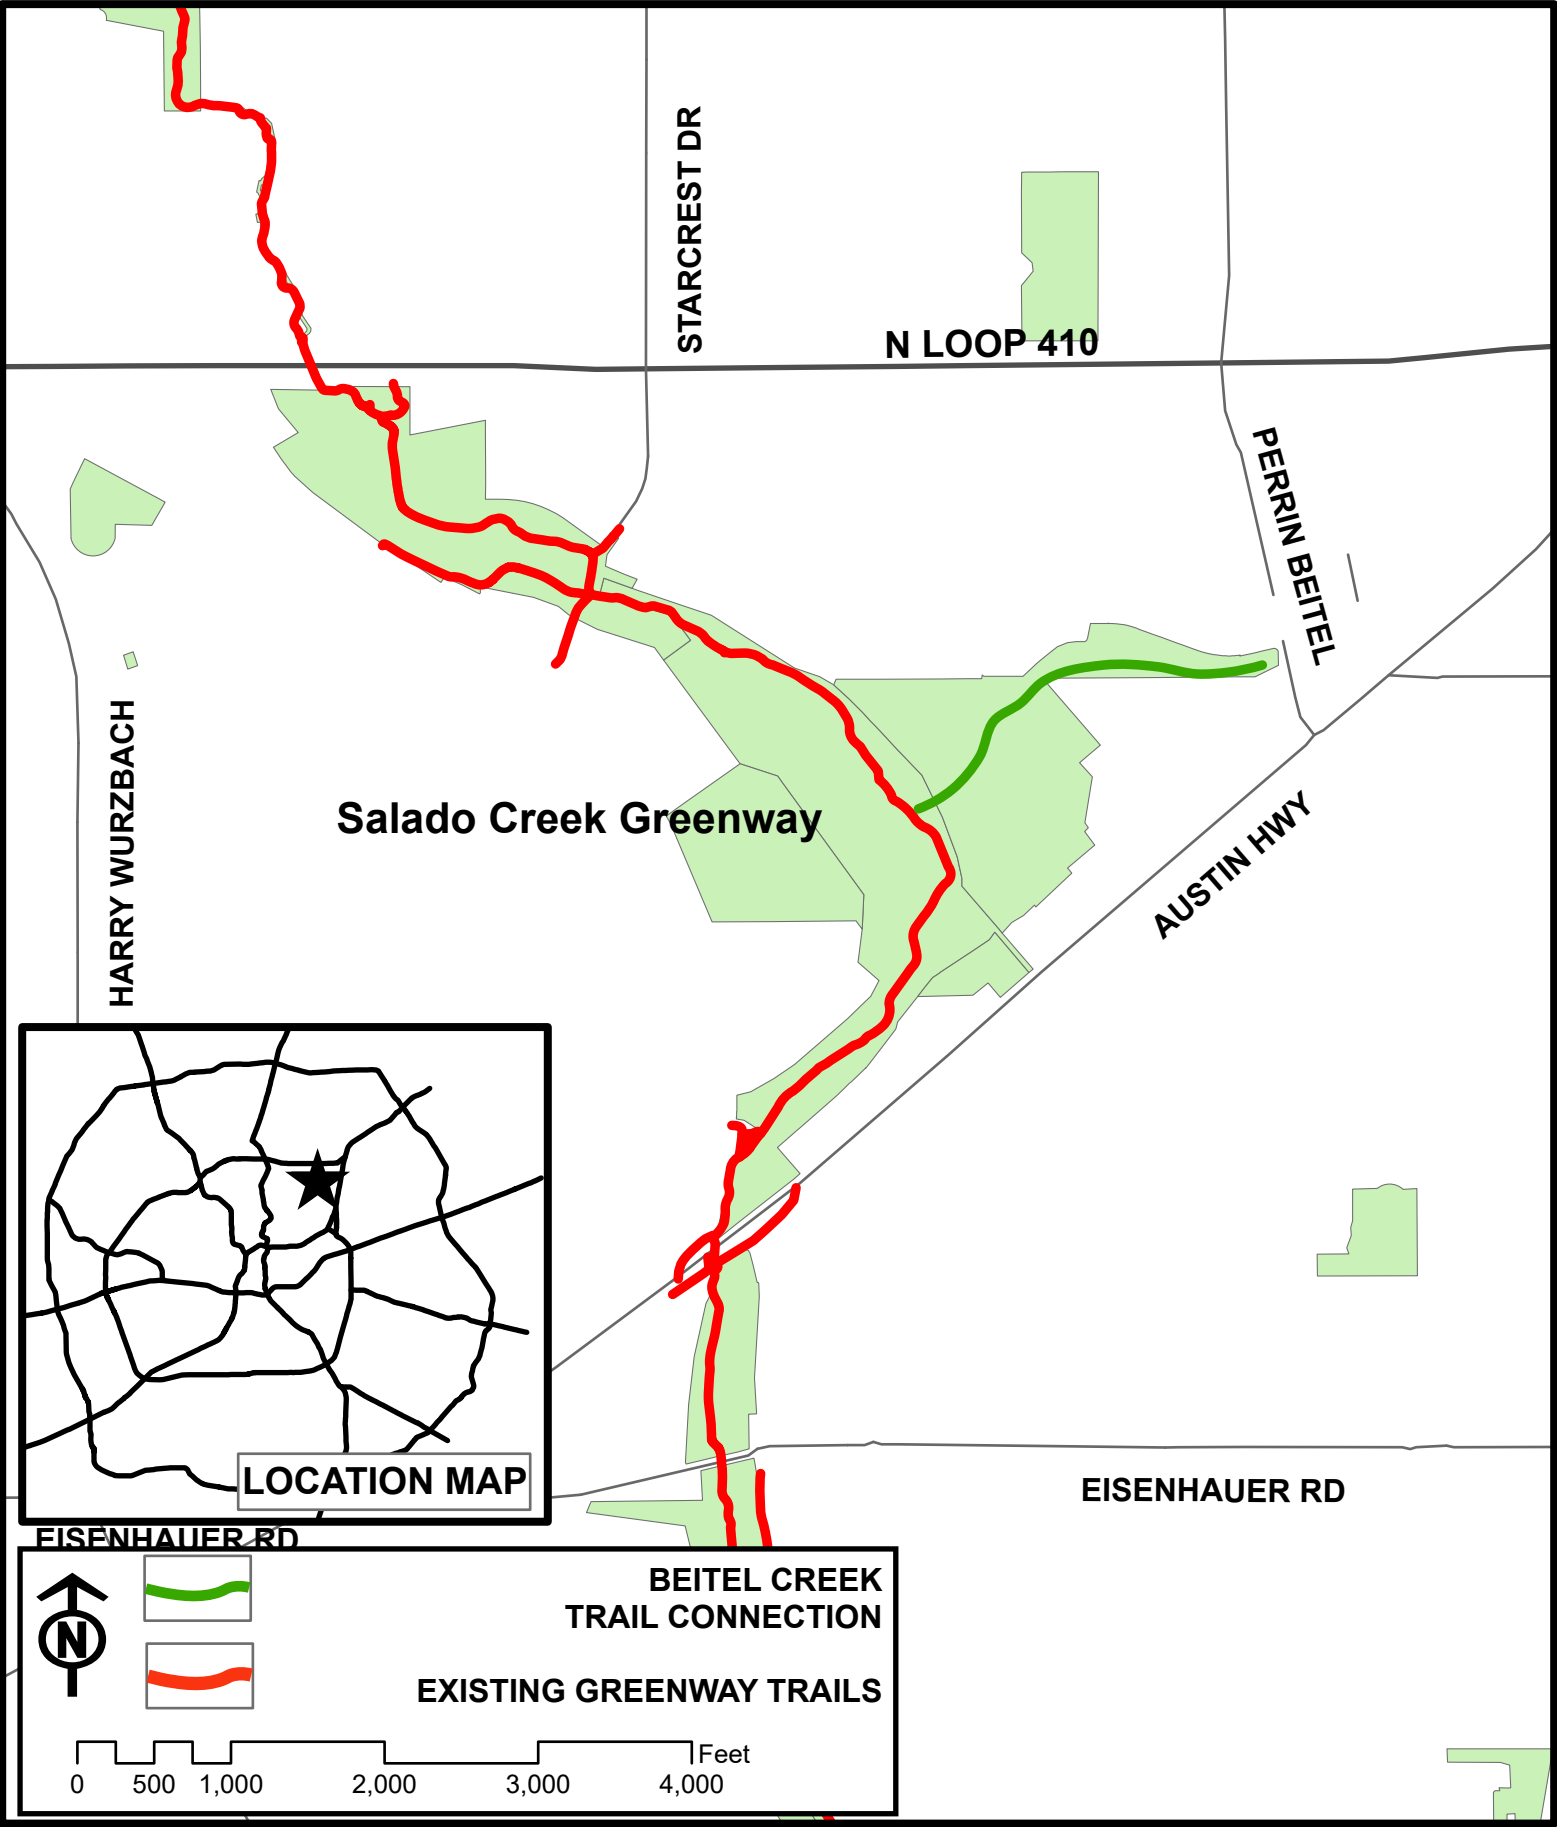 STARCREST DR
N LOOP 410
PERRIN BEITEL
HARRY WURZBACH
Salado Creek Greenway
AUSTIN HWY
LOCATION MAP
EISENHAUER RD
EISENHAUER RD
BEITEL CREEK
TRAIL CONNECTION
N
EXISTING GREENWAY TRAILS
Feet
0 500 1,000 2,000 3,000 4,000